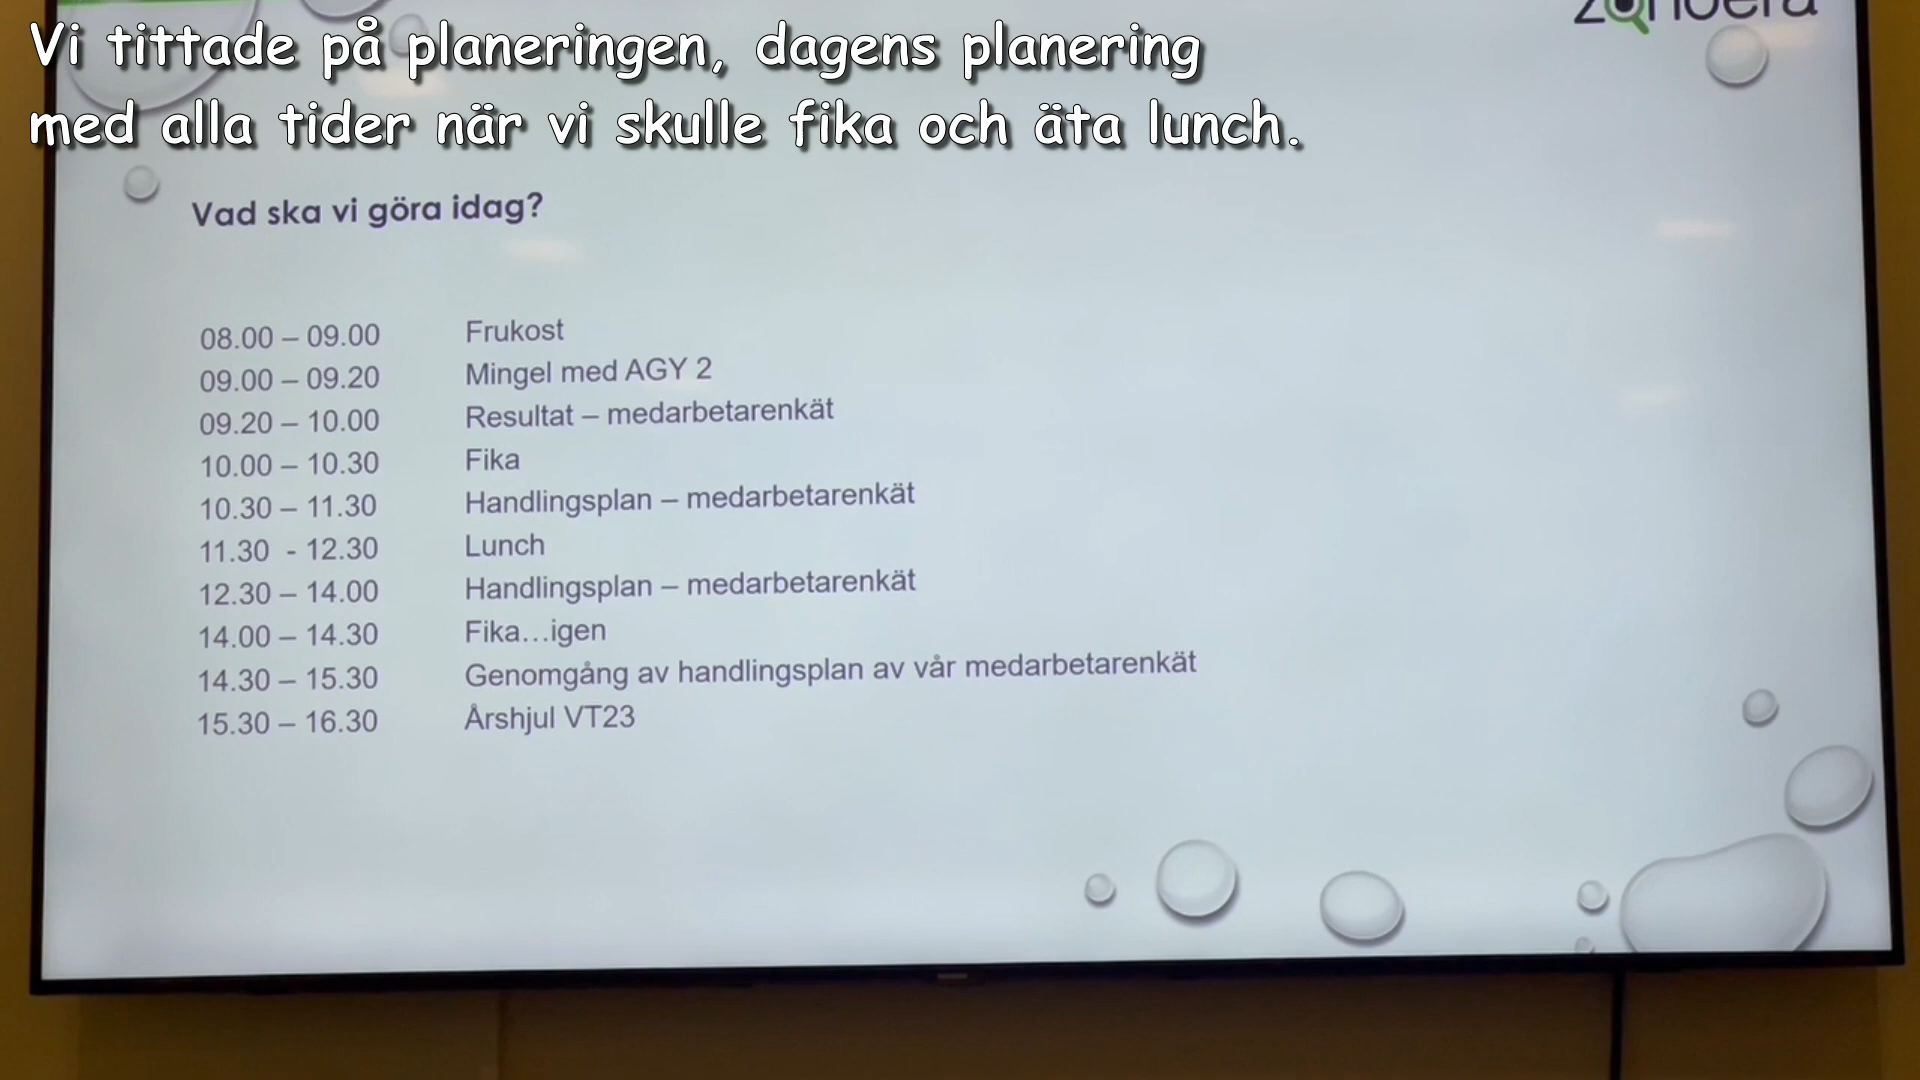 Vi tittade på planeringen, dagens planering
med alla tider när vi skulle fika och äta lunch.
Vad ska vi göra idag?
08.00 – 09.00 Frukost
09.00 – 09.20 Mingel med AGY 2
09.20 – 10.00 Resultat – medarbetarenkät
10.00 – 10.30 Fika
10.30 – 11.30 Handlingsplan – medarbetarenkät
11.30 - 12.30 Lunch
12.30 – 14.00 Handlingsplan – medarbetarenkät
14.00 – 14.30 Fika…igen
14.30 – 15.30 Genomgång av handlingsplan av vår medarbetarenkät
15.30 – 16.30 Årshjul VT23